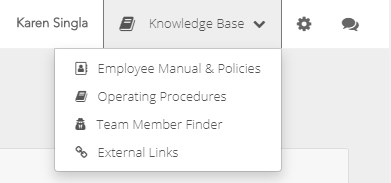 Karen Singla Knowledge Base
Employee Manual & Policies
Operating Procedures
Team Member Finder
External Links